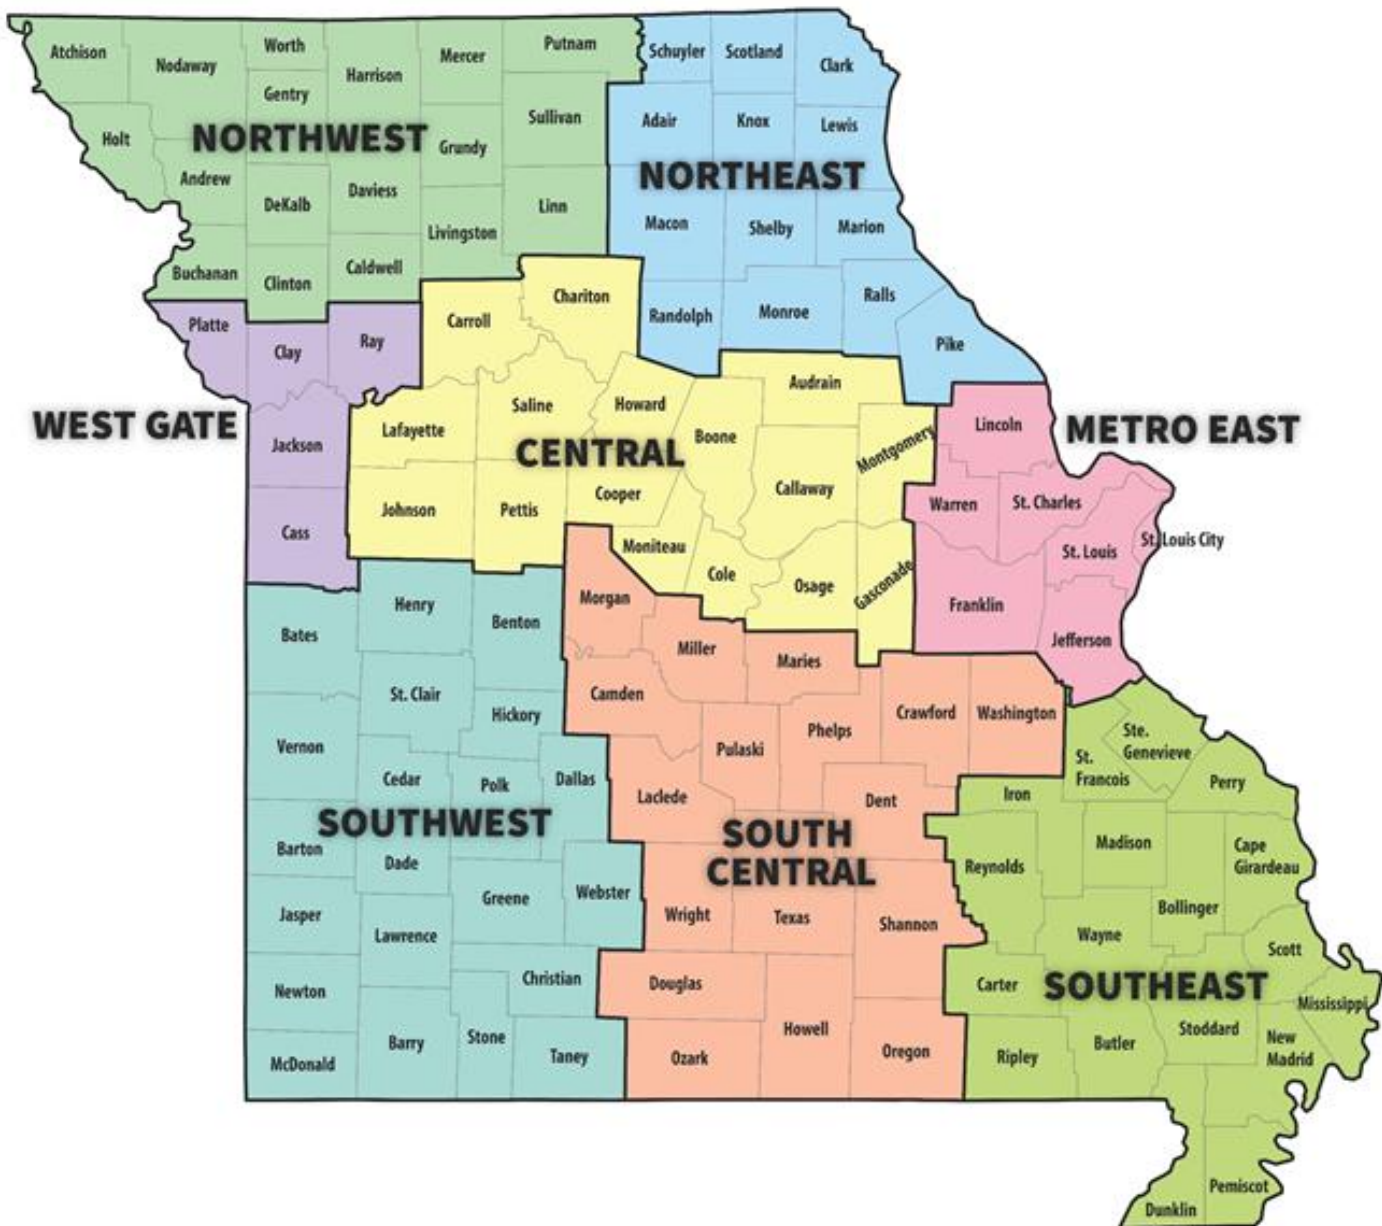 Atchison
Nodaway
Worth
Harrison
Mercer
Putnam
Gentry
Sullivan
Holt
NORTHWEST
Grundy
Andrew
DeKalb
Daviess
Linn
Livingston
Buchanan
Clinton
Caldwell
Schuyler
Scotland
Clark
Adair
Knox
Lewis
NORTHEAST
Macon
Shelby
Marion
Randolph
Monroe
Ralls
Pike
Platte
Clay
Ray
WEST GATE
Jackson
Cass
Chariton
Carroll
Audrain
Saline
Howard
Lafayette
Boone
Montgomery
CENTRAL
Johnson
Pettis
Cooper
Callaway
Moniteau
Cole
Osage
Gasconade
Lincoln
METRO EAST
Warren
St. Charles
St. Louis City
St. Louis
Franklin
Jefferson
Henry
Benton
Bates
St. Clair
Hickory
Vernon
Cedar
Polk
Dallas
SOUTHWEST
Barton
Dade
Greene
Webster
Jasper
Lawrence
Christian
Newton
Barry
Stone
Taney
McDonald
Morgan
Miller
Maries
Camden
Crawford
Washington
Phelps
Pulaski
Laclede
Dent
SOUTH
CENTRAL
Wright
Texas
Shannon
Douglas
Howell
Ozark
Oregon
Ste.
Genevieve
St.
Francois
Perry
Iron
Madison
Cape
Girardeau
Reynolds
Bollinger
Wayne
Scott
Carter
SOUTHEAST
Mississippi
Stoddard
New
Madrid
Butler
Ripley
Pemiscot
Dunklin